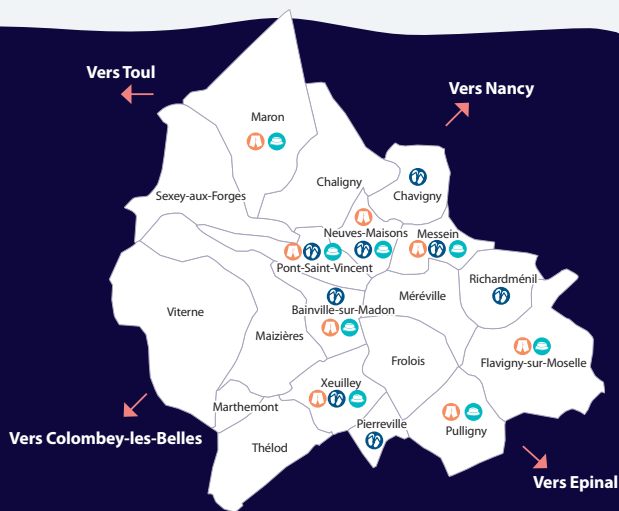 Vers Toul
Vers Nancy
Maron
Chaligny
Chavigny
Sexey-aux-Forges
Neuves-Maisons
Messein
Pont-Saint-Vincent
Richardménil
Méréville
Bainville-sur-Madon
Viterne
Maizières
Frolois
Flavigny-sur-Moselle
Xeuilley
Marthemont
Pierreville
Pulligny
Vers Colombey-les-Belles
Thélod
Vers Epinal